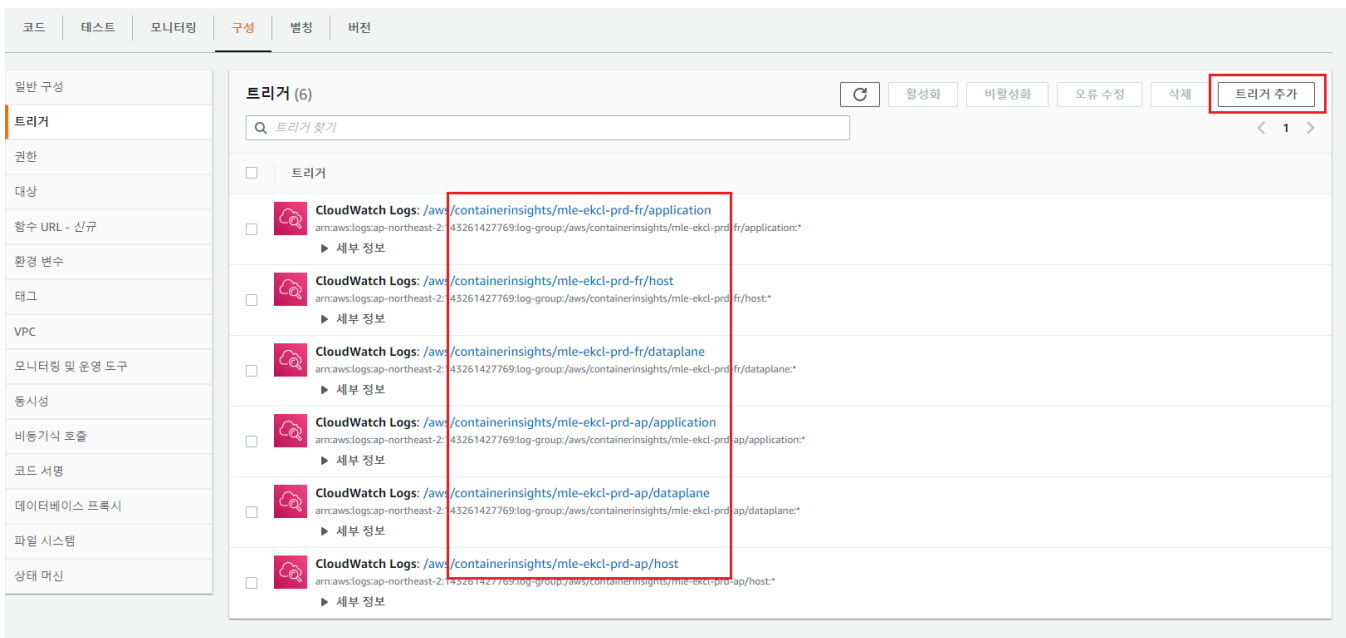 코드 테스트 모니터링 구성 별칭 버전
일반 구성
트리거
권한
대상
함수 URL - 신규
환경 변수
태그
VPC
모니터링 및 운영 도구
동시성
비동기식 호출
코드 서명
데이터베이스 프록시
파일 시스템
상태 머신
트리거 (6)
활성화 비활성화 오류 수정 삭제 트리거 추가
트리거 찾기
1
트리거
CloudWatch Logs: /aws/containerinsights/mle-ekcl-prd-fr/application
arn:aws:logs:ap-northeast-2:143261427769:log-group:/aws/containerinsights/mle-ekcl-prd-fr/application:*
세부 정보
CloudWatch Logs: /aws/containerinsights/mle-ekcl-prd-fr/host
arn:aws:logs:ap-northeast-2:143261427769:log-group:/aws/containerinsights/mle-ekcl-prd-fr/host:*
세부 정보
CloudWatch Logs: /aws/containerinsights/mle-ekcl-prd-fr/dataplane
arn:aws:logs:ap-northeast-2:143261427769:log-group:/aws/containerinsights/mle-ekcl-prd-fr/dataplane:*
세부 정보
CloudWatch Logs: /aws/containerinsights/mle-ekcl-prd-ap/application
arn:aws:logs:ap-northeast-2:143261427769:log-group:/aws/containerinsights/mle-ekcl-prd-ap/application:*
세부 정보
CloudWatch Logs: /aws/containerinsights/mle-ekcl-prd-ap/dataplane
arn:aws:logs:ap-northeast-2:143261427769:log-group:/aws/containerinsights/mle-ekcl-prd-ap/dataplane:*
세부 정보
CloudWatch Logs: /aws/containerinsights/mle-ekcl-prd-ap/host
arn:aws:logs:ap-northeast-2:143261427769:log-group:/aws/containerinsights/mle-ekcl-prd-ap/host:*
세부 정보